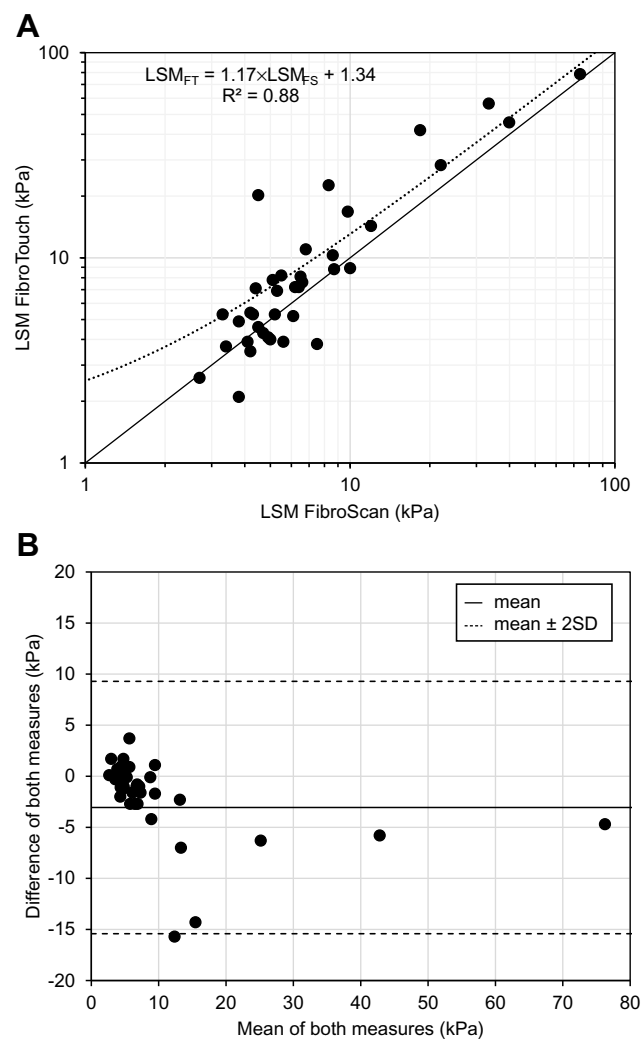 A
100
LSM_FT = 1.17×LSM_FS + 1.34
R² = 0.88
LSM FibroTouch (kPa)
10
1
1 10 100
LSM FibroScan (kPa)
B
20
mean
mean ± 2SD
15
10
5
0
-5
-10
-15
-20
Difference of both measures (kPa)
0 10 20 30 40 50 60 70 80
Mean of both measures (kPa)